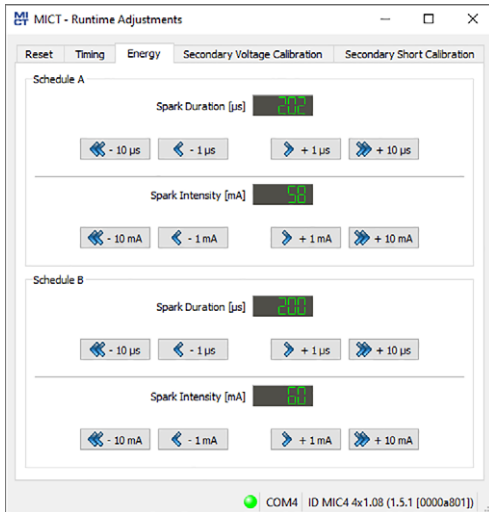 MICT - Runtime Adjustments
Reset Timing Energy Secondary Voltage Calibration Secondary Short Calibration
Schedule A
Spark Duration [µs] 202
- 10 µs - 1 µs + 1 µs + 10 µs
Spark Intensity [mA] 58
- 10 mA - 1 mA + 1 mA + 10 mA
Schedule B
Spark Duration [µs] 200
- 10 µs - 1 µs + 1 µs + 10 µs
Spark Intensity [mA] 60
- 10 mA - 1 mA + 1 mA + 10 mA
COM4 ID MIC4 4x1.08 (1.5.1 [0000a801])